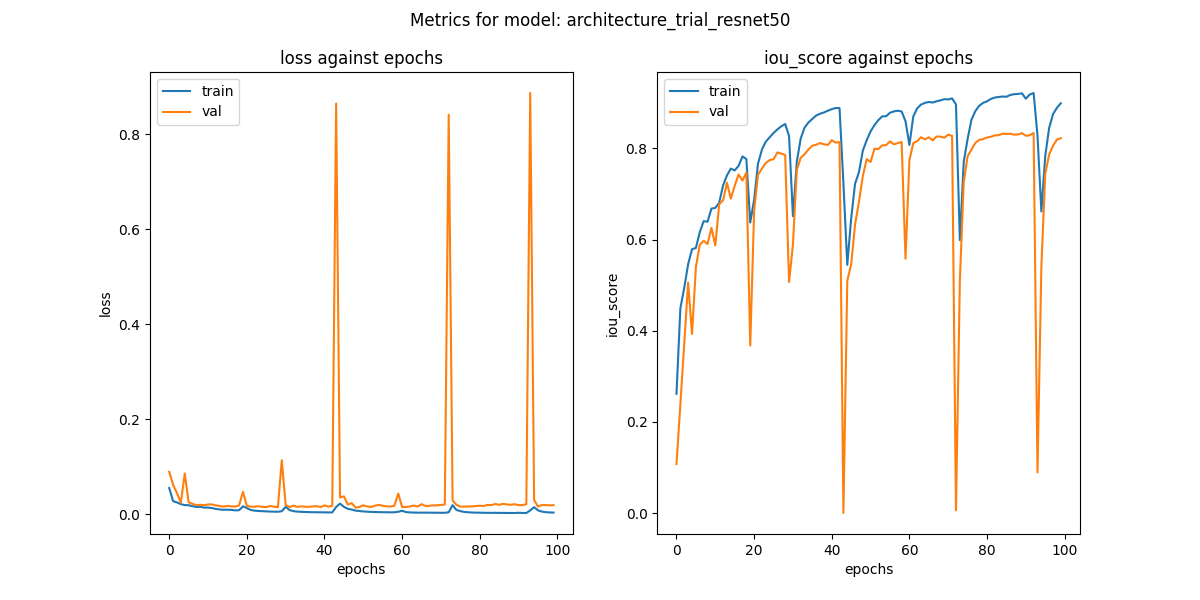 Metrics for model: architecture_trial_resnet50
loss against epochs
train
val
0.8
0.6
0.4
0.2
0.0
loss
0 20 40 60 80 100
epochs
iou_score against epochs
train
val
0.8
0.6
0.4
0.2
0.0
iou_score
0 20 40 60 80 100
epochs